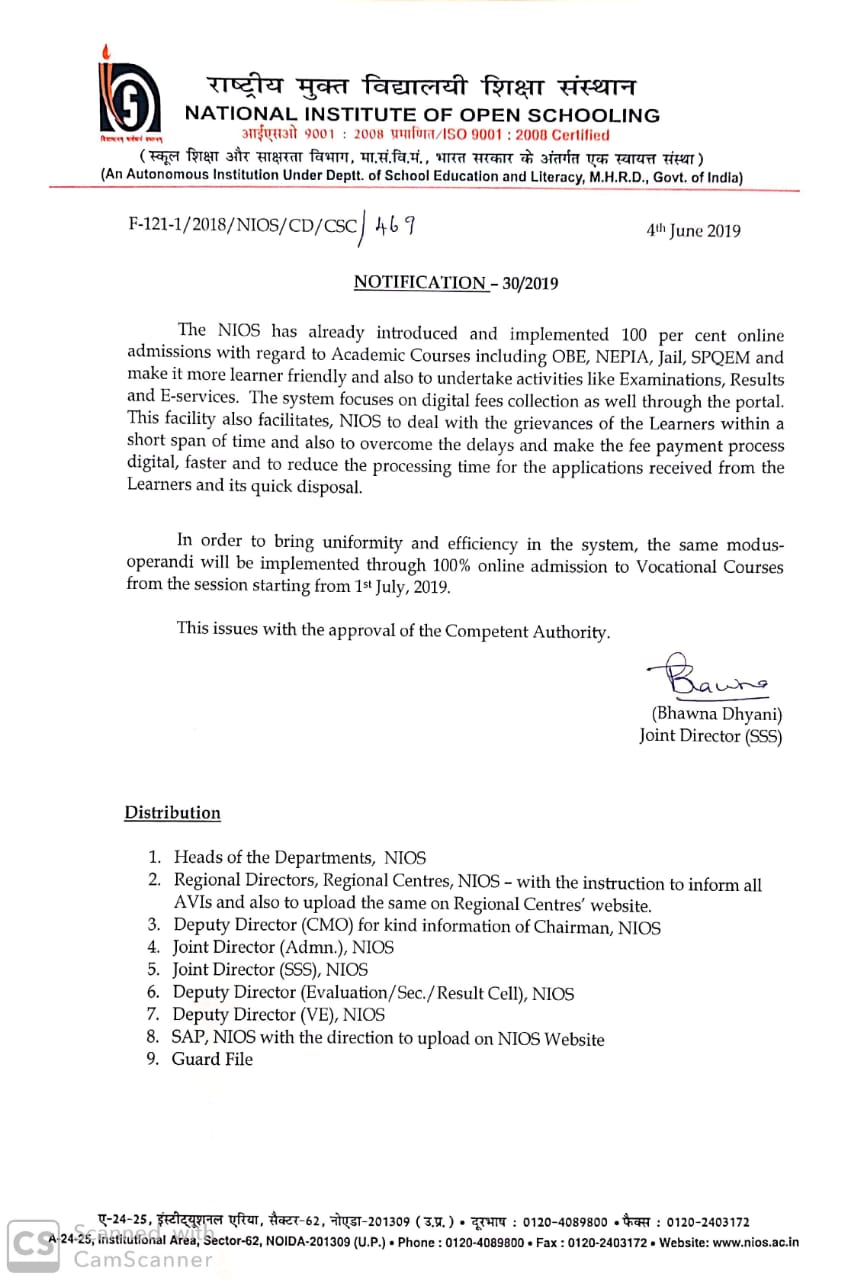 राष्ट्रीय मुक्त विद्यालयी शिक्षा संस्थान
NATIONAL INSTITUTE OF OPEN SCHOOLING
आईएसओ 9001 : 2008 प्रमाणित/ISO 9001 : 2008 Certified
( स्कूल शिक्षा और साक्षरता विभाग, मा.सं.वि.मं., भारत सरकार के अंतर्गत एक स्वायत्त संस्था )
(An Autonomous Institution Under Deptt. of School Education and Literacy, M.H.R.D., Govt. of India)
F-121-1/2018/NIOS/CD/CSC/469
4th June 2019
NOTIFICATION – 30/2019
The NIOS has already introduced and implemented 100 per cent online
admissions with regard to Academic Courses including OBE, NEPIA, Jail, SPQEM and
make it more learner friendly and also to undertake activities like Examinations, Results
and E-services. The system focuses on digital fees collection as well through the portal.
This facility also facilitates, NIOS to deal with the grievances of the Learners within a
short span of time and also to overcome the delays and make the fee payment process
digital, faster and to reduce the processing time for the applications received from the
Learners and its quick disposal.
In order to bring uniformity and efficiency in the system, the same modus-
operandi will be implemented through 100% online admission to Vocational Courses
from the session starting from 1st July, 2019.
This issues with the approval of the Competent Authority.
Bawna
(Bhawna Dhyani)
Joint Director (SSS)
Distribution
1. Heads of the Departments, NIOS
2. Regional Directors, Regional Centres, NIOS – with the instruction to inform all
AVIs and also to upload the same on Regional Centres' website.
3. Deputy Director (CMO) for kind information of Chairman, NIOS
4. Joint Director (Admn.), NIOS
5. Joint Director (SSS), NIOS
6. Deputy Director (Evaluation/Sec./Result Cell), NIOS
7. Deputy Director (VE), NIOS
8. SAP, NIOS with the direction to upload on NIOS Website
9. Guard File
ए-24-25, इंस्टीट्यूशनल एरिया, सैक्टर-62, नोएडा-201309 ( उ.प्र. ) • दूरभाष : 0120-4089800 • फैक्स : 0120-2403172
A-24-25, Institutional Area, Sector-62, NOIDA-201309 (U.P.) • Phone : 0120-4089800 • Fax : 0120-2403172 • Website: www.nios.ac.in
CS Scanned with
CamScanner